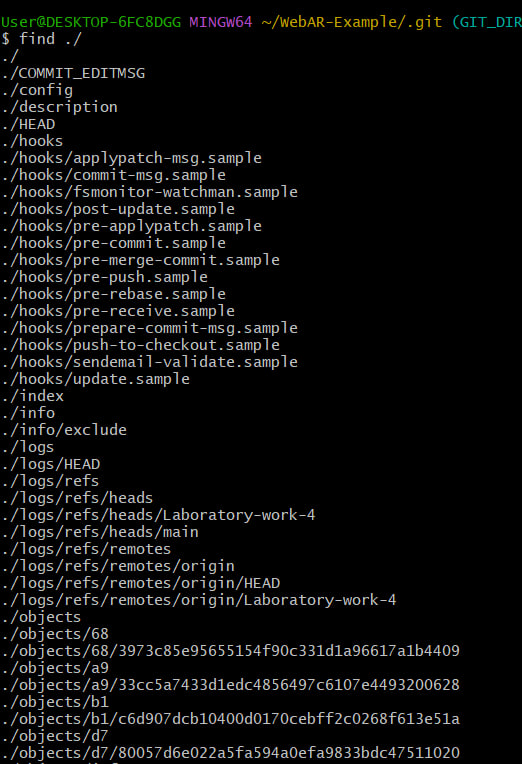 User@DESKTOP-6FC8DGG MINGW64 ~/WebAR-Example/.git (GIT_DIR
$ find ./
./
./COMMIT_EDITMSG
./config
./description
./HEAD
./hooks
./hooks/applypatch-msg.sample
./hooks/commit-msg.sample
./hooks/fsmonitor-watchman.sample
./hooks/post-update.sample
./hooks/pre-applypatch.sample
./hooks/pre-commit.sample
./hooks/pre-merge-commit.sample
./hooks/pre-push.sample
./hooks/pre-rebase.sample
./hooks/pre-receive.sample
./hooks/prepare-commit-msg.sample
./hooks/push-to-checkout.sample
./hooks/sendemail-validate.sample
./hooks/update.sample
./index
./info
./info/exclude
./logs
./logs/HEAD
./logs/refs
./logs/refs/heads
./logs/refs/heads/Laboratory-work-4
./logs/refs/heads/main
./logs/refs/remotes
./logs/refs/remotes/origin
./logs/refs/remotes/origin/HEAD
./logs/refs/remotes/origin/Laboratory-work-4
./objects
./objects/68
./objects/68/3973c85e95655154f90c331d1a96617a1b4409
./objects/a9
./objects/a9/33cc5a7433d1edc4856497c6107e4493200628
./objects/b1
./objects/b1/c6d907dcb10400d0170cebff2c0268f613e51a
./objects/d7
./objects/d7/80057d6e022a5fa594a0efa9833bdc47511020